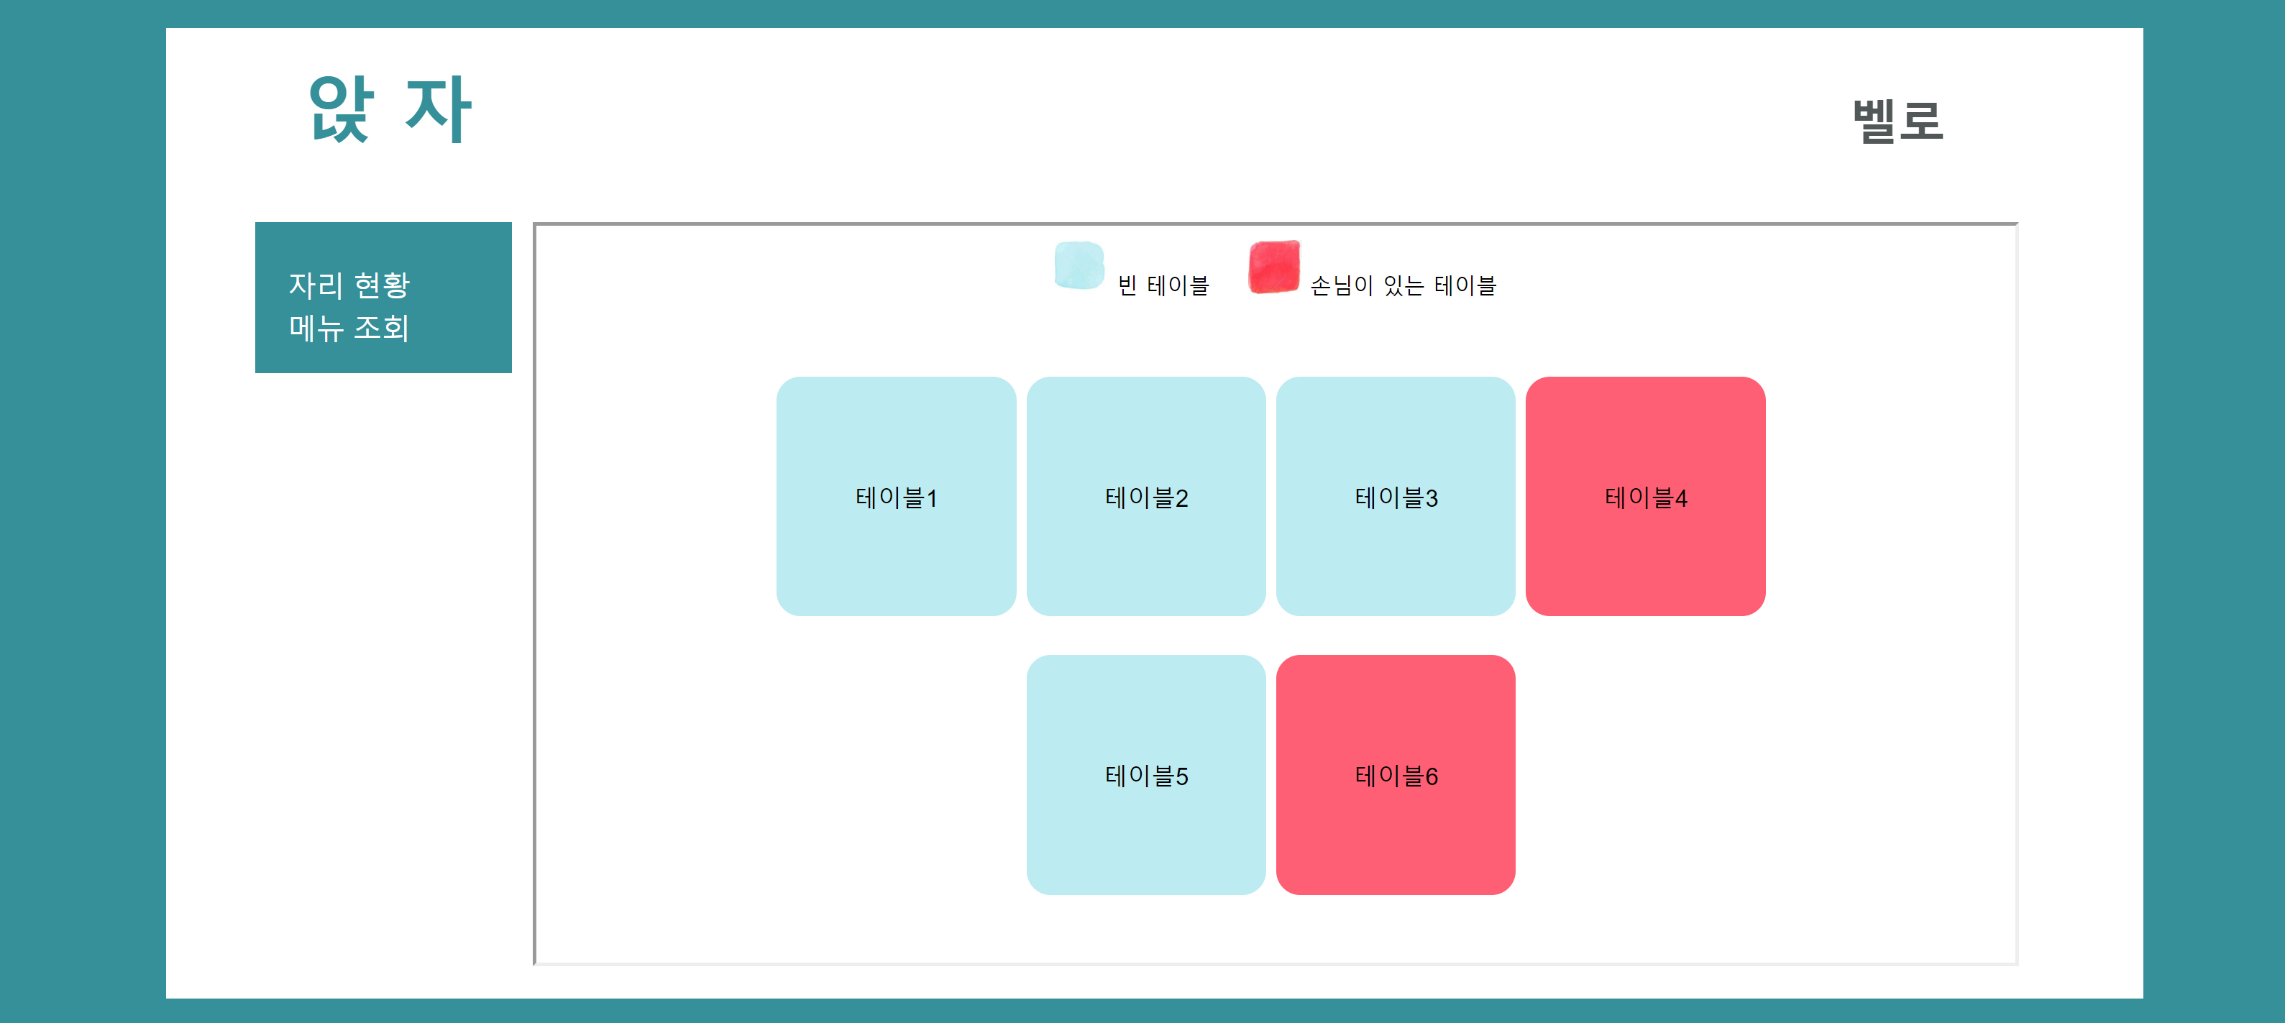 앉 자
벨로
자리 현황
메뉴 조회
빈 테이블 손님이 있는 테이블
테이블1 테이블2 테이블3 테이블4
테이블5 테이블6